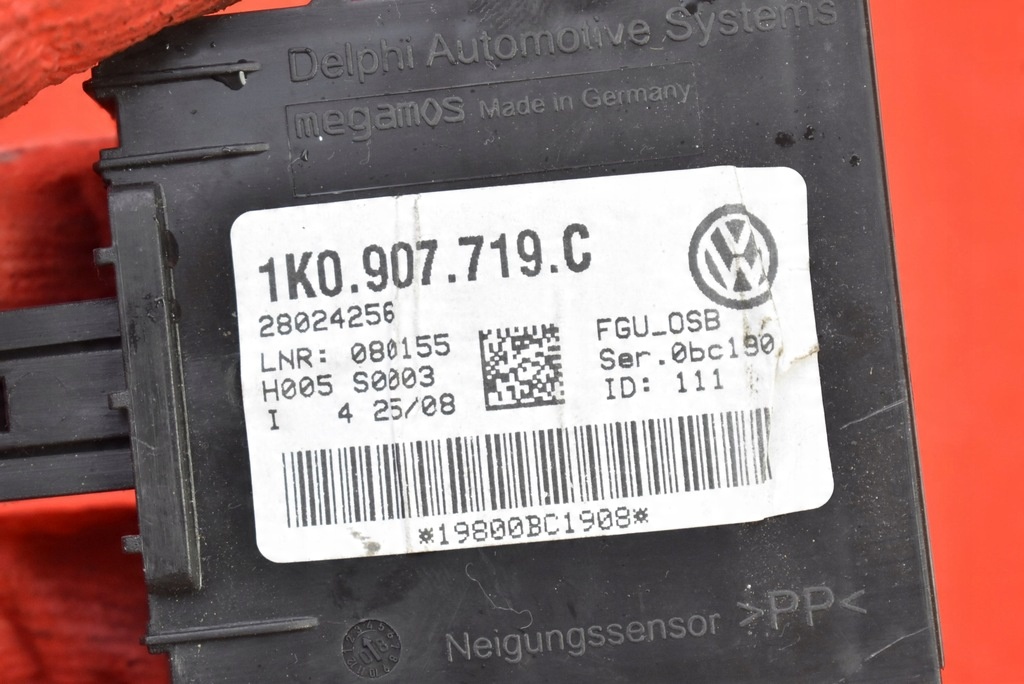 Delphi Automotive Systems
megamos Made in Germany
1K0.907.719.C
28024256
LNR: 080155
H005 S0003
I 4 25/08
FGU_OSB
Ser.0bc190
ID: 111
*19800BC1908*
Neigungssensor >PP<